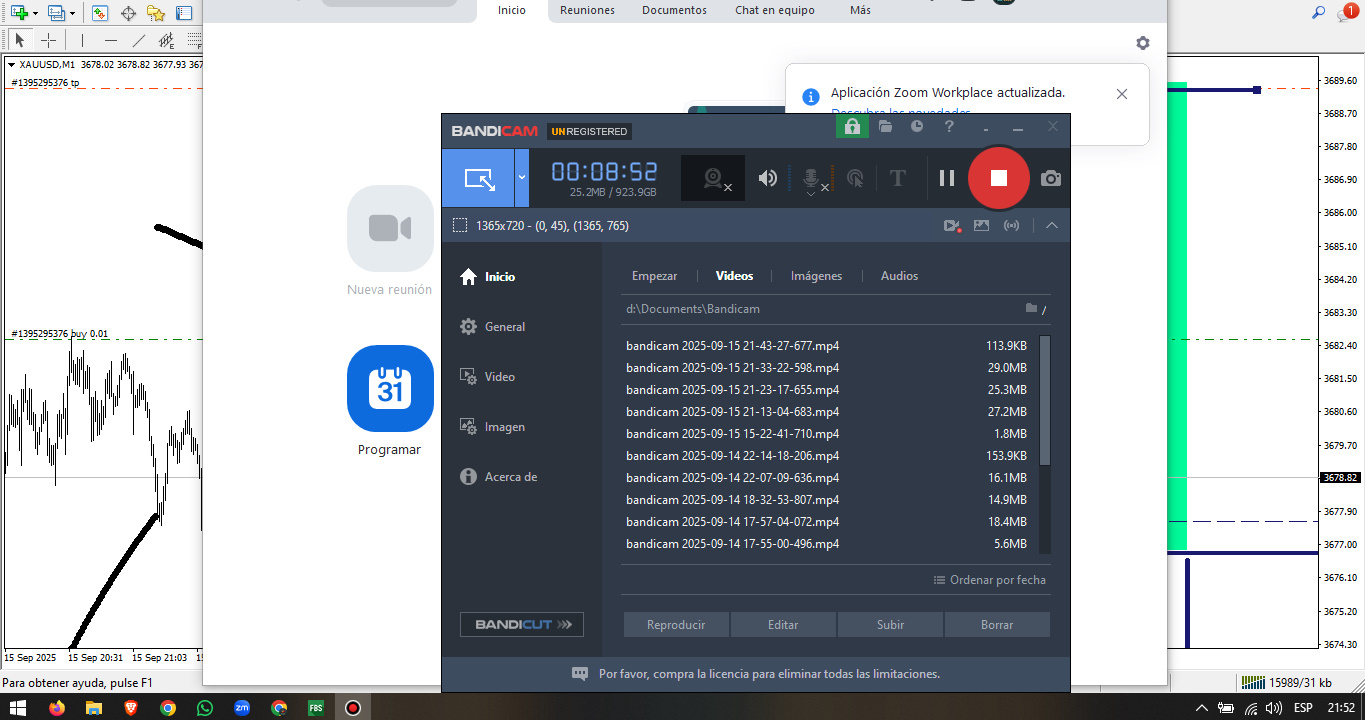 Inicio
Reuniones
Documentos
Chat en equipo
Más
1
XAUUSD,M1 3678.02 3678.82 3677.93 367
#1395295376 tp
Aplicación Zoom Workplace actualizada.
Descubra las novedades
BANDICAM UNREGISTERED
00:08:52
25.2MB / 923.9GB
1365x720 - (0, 45), (1365, 765)
Nueva reunión
31
Programar
#1395295376 buy 0.01
Inicio
General
Video
Imagen
Acerca de
Empezar
Videos
Imágenes
Audios
d:\Documents\Bandicam
bandicam 2025-09-15 21-43-27-677.mp4 113.9KB
bandicam 2025-09-15 21-33-22-598.mp4 29.0MB
bandicam 2025-09-15 21-23-17-655.mp4 25.3MB
bandicam 2025-09-15 21-13-04-683.mp4 27.2MB
bandicam 2025-09-15 15-22-41-710.mp4 1.8MB
bandicam 2025-09-14 22-14-18-206.mp4 153.9KB
bandicam 2025-09-14 22-07-09-636.mp4 16.1MB
bandicam 2025-09-14 18-32-53-807.mp4 14.9MB
bandicam 2025-09-14 17-57-04-072.mp4 18.4MB
bandicam 2025-09-14 17-55-00-496.mp4 5.6MB
Ordenar por fecha
BANDICUT
Reproducir
Editar
Subir
Borrar
Por favor, compra la licencia para eliminar todas las limitaciones.
3689.60
3688.70
3687.80
3686.90
3686.00
3685.10
3684.20
3683.30
3682.40
3681.50
3680.60
3679.70
3678.82
3677.90
3677.00
3676.10
3675.20
3674.30
15 Sep 2025
15 Sep 20:31
15 Sep 21:03
Para obtener ayuda, pulse F1
15989/31 kb
zm
FBS
ESP
21:52